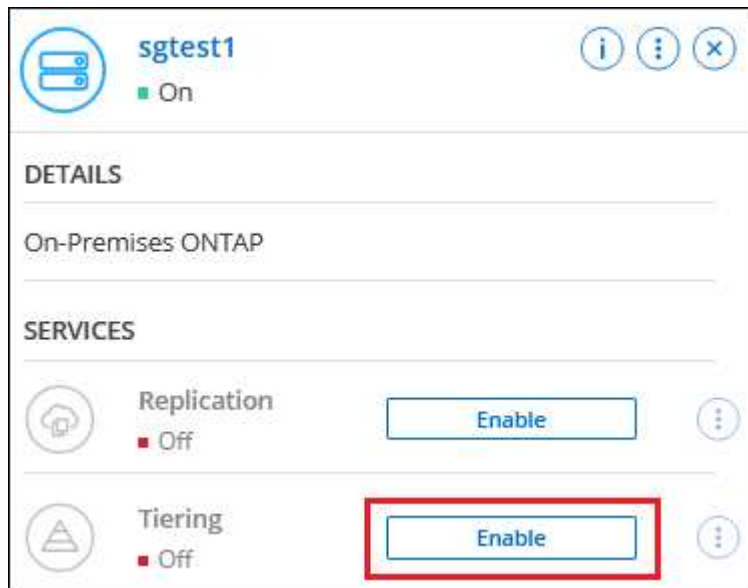 sgtest1
On
DETAILS
On-Premises ONTAP
SERVICES
Replication
Enable
Off
Tiering
Enable
Off